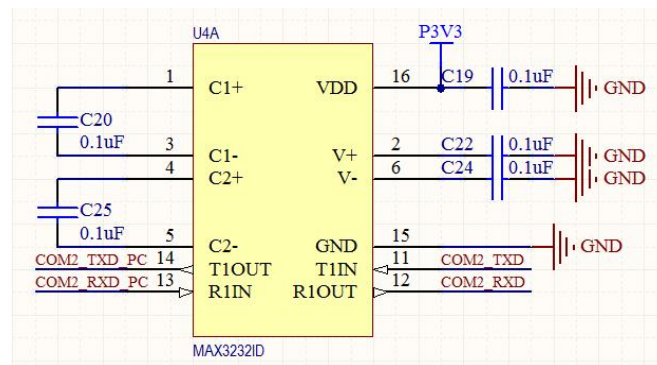 U4A
P3V3
1 C1+ VDD 16 C19 0.1uF GND
C20
0.1uF
3 C1- V+ 2 C22 0.1uF GND
4 C2+ V- 6 C24 0.1uF GND
C25
0.1uF
5 C2- GND 15 GND
COM2_TXD_PC 14 T1OUT T1IN 11 COM2_TXD
COM2_RXD_PC 13 R1IN R1OUT 12 COM2_RXD
MAX3232ID